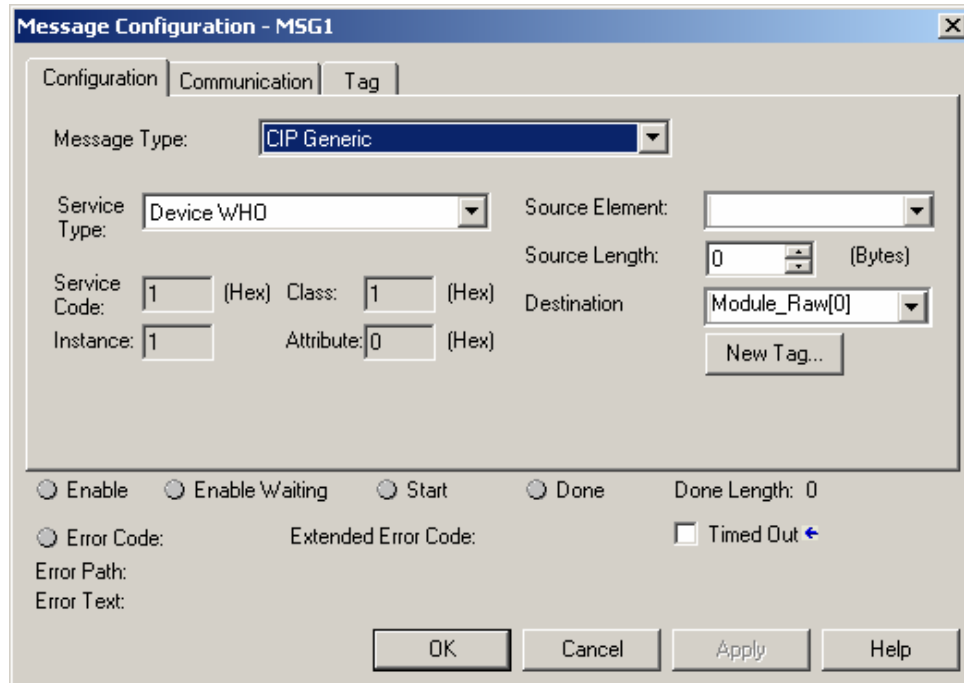 Message Configuration - MSG1
Configuration Communication Tag
Message Type: CIP Generic
Service Type: Device WHO
Source Element:
Source Length: 0 (Bytes)
Service Code: 1 (Hex) Class: 1 (Hex)
Destination Module_Raw[0]
Instance: 1 Attribute: 0 (Hex)
New Tag...
Enable Enable Waiting Start Done Done Length: 0
Error Code: Extended Error Code: Timed Out
Error Path:
Error Text:
OK Cancel Apply Help